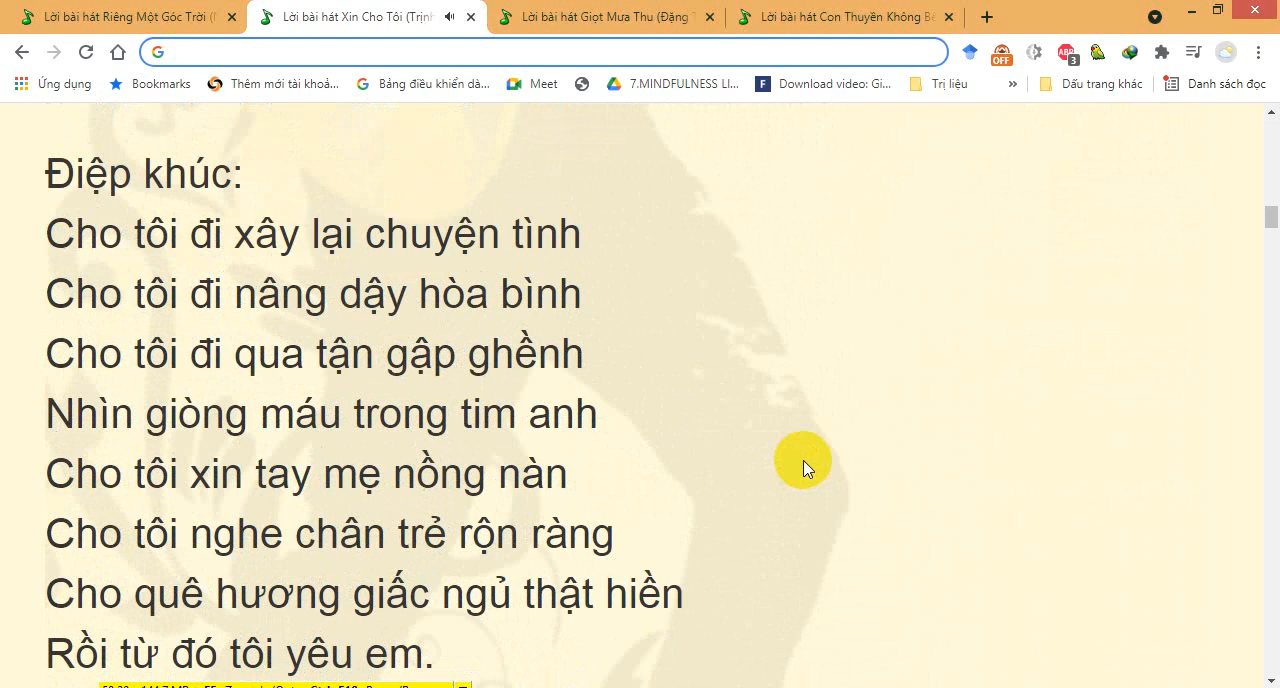 Lời bài hát Riêng Một Góc Trời
Lời bài hát Xin Cho Tôi (Trịnh
Lời bài hát Giọt Mưa Thu (Đặng T
Lời bài hát Con Thuyền Không Bế
G
OFF
ABP
3
Ứng dụng
Bookmarks
Thêm mới tài khoả...
Bảng điều khiển dà...
Meet
7.MINDFULNESS LI...
F
Download video: Gi...
Trị liệu
»
Dấu trang khác
Danh sách đọc
Điệp khúc:
Cho tôi đi xây lại chuyện tình
Cho tôi đi nâng dậy hòa bình
Cho tôi đi qua tận gập ghềnh
Nhìn giòng máu trong tim anh
Cho tôi xin tay mẹ nồng nàn
Cho tôi nghe chân trẻ rộn ràng
Cho quê hương giấc ngủ thật hiền
Rồi từ đó tôi yêu em.